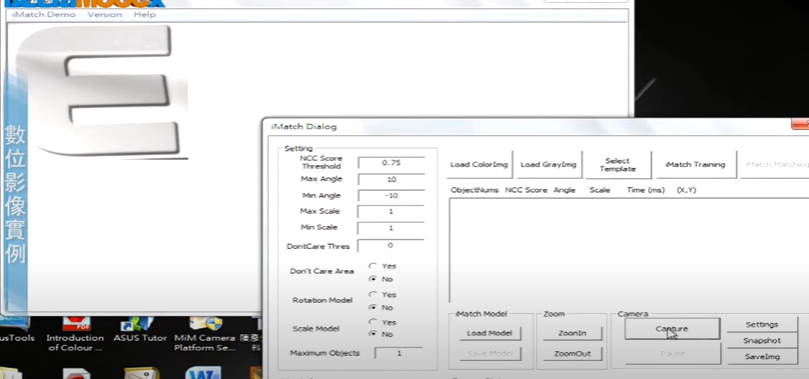 iMatch Demo Version Help
E
數位影像實例
iMatch Dialog
Setting
NCC Score Threshold 0.75
Max Angle 10
Min Angle -10
Max Scale 1
Min Scale 1
DontCare Thres 0
Don't Care Area Yes No
Rotation Model Yes No
Scale Model Yes No
Maximum Objects 1
Load ColorImg Load GrayImg Select Template iMatch Training iMatch Matching
ObjectNums NCC Score Angle Scale Time (ms) (X,Y)
iMatch Model
Load Model
Save Model
Zoom
ZoomIn
ZoomOut
Camera
Capture
Pause
Settings
Snapshot
SaveImg
Introduction of Colour ...
ASUS Tutor
MiM Camera Platform Se...